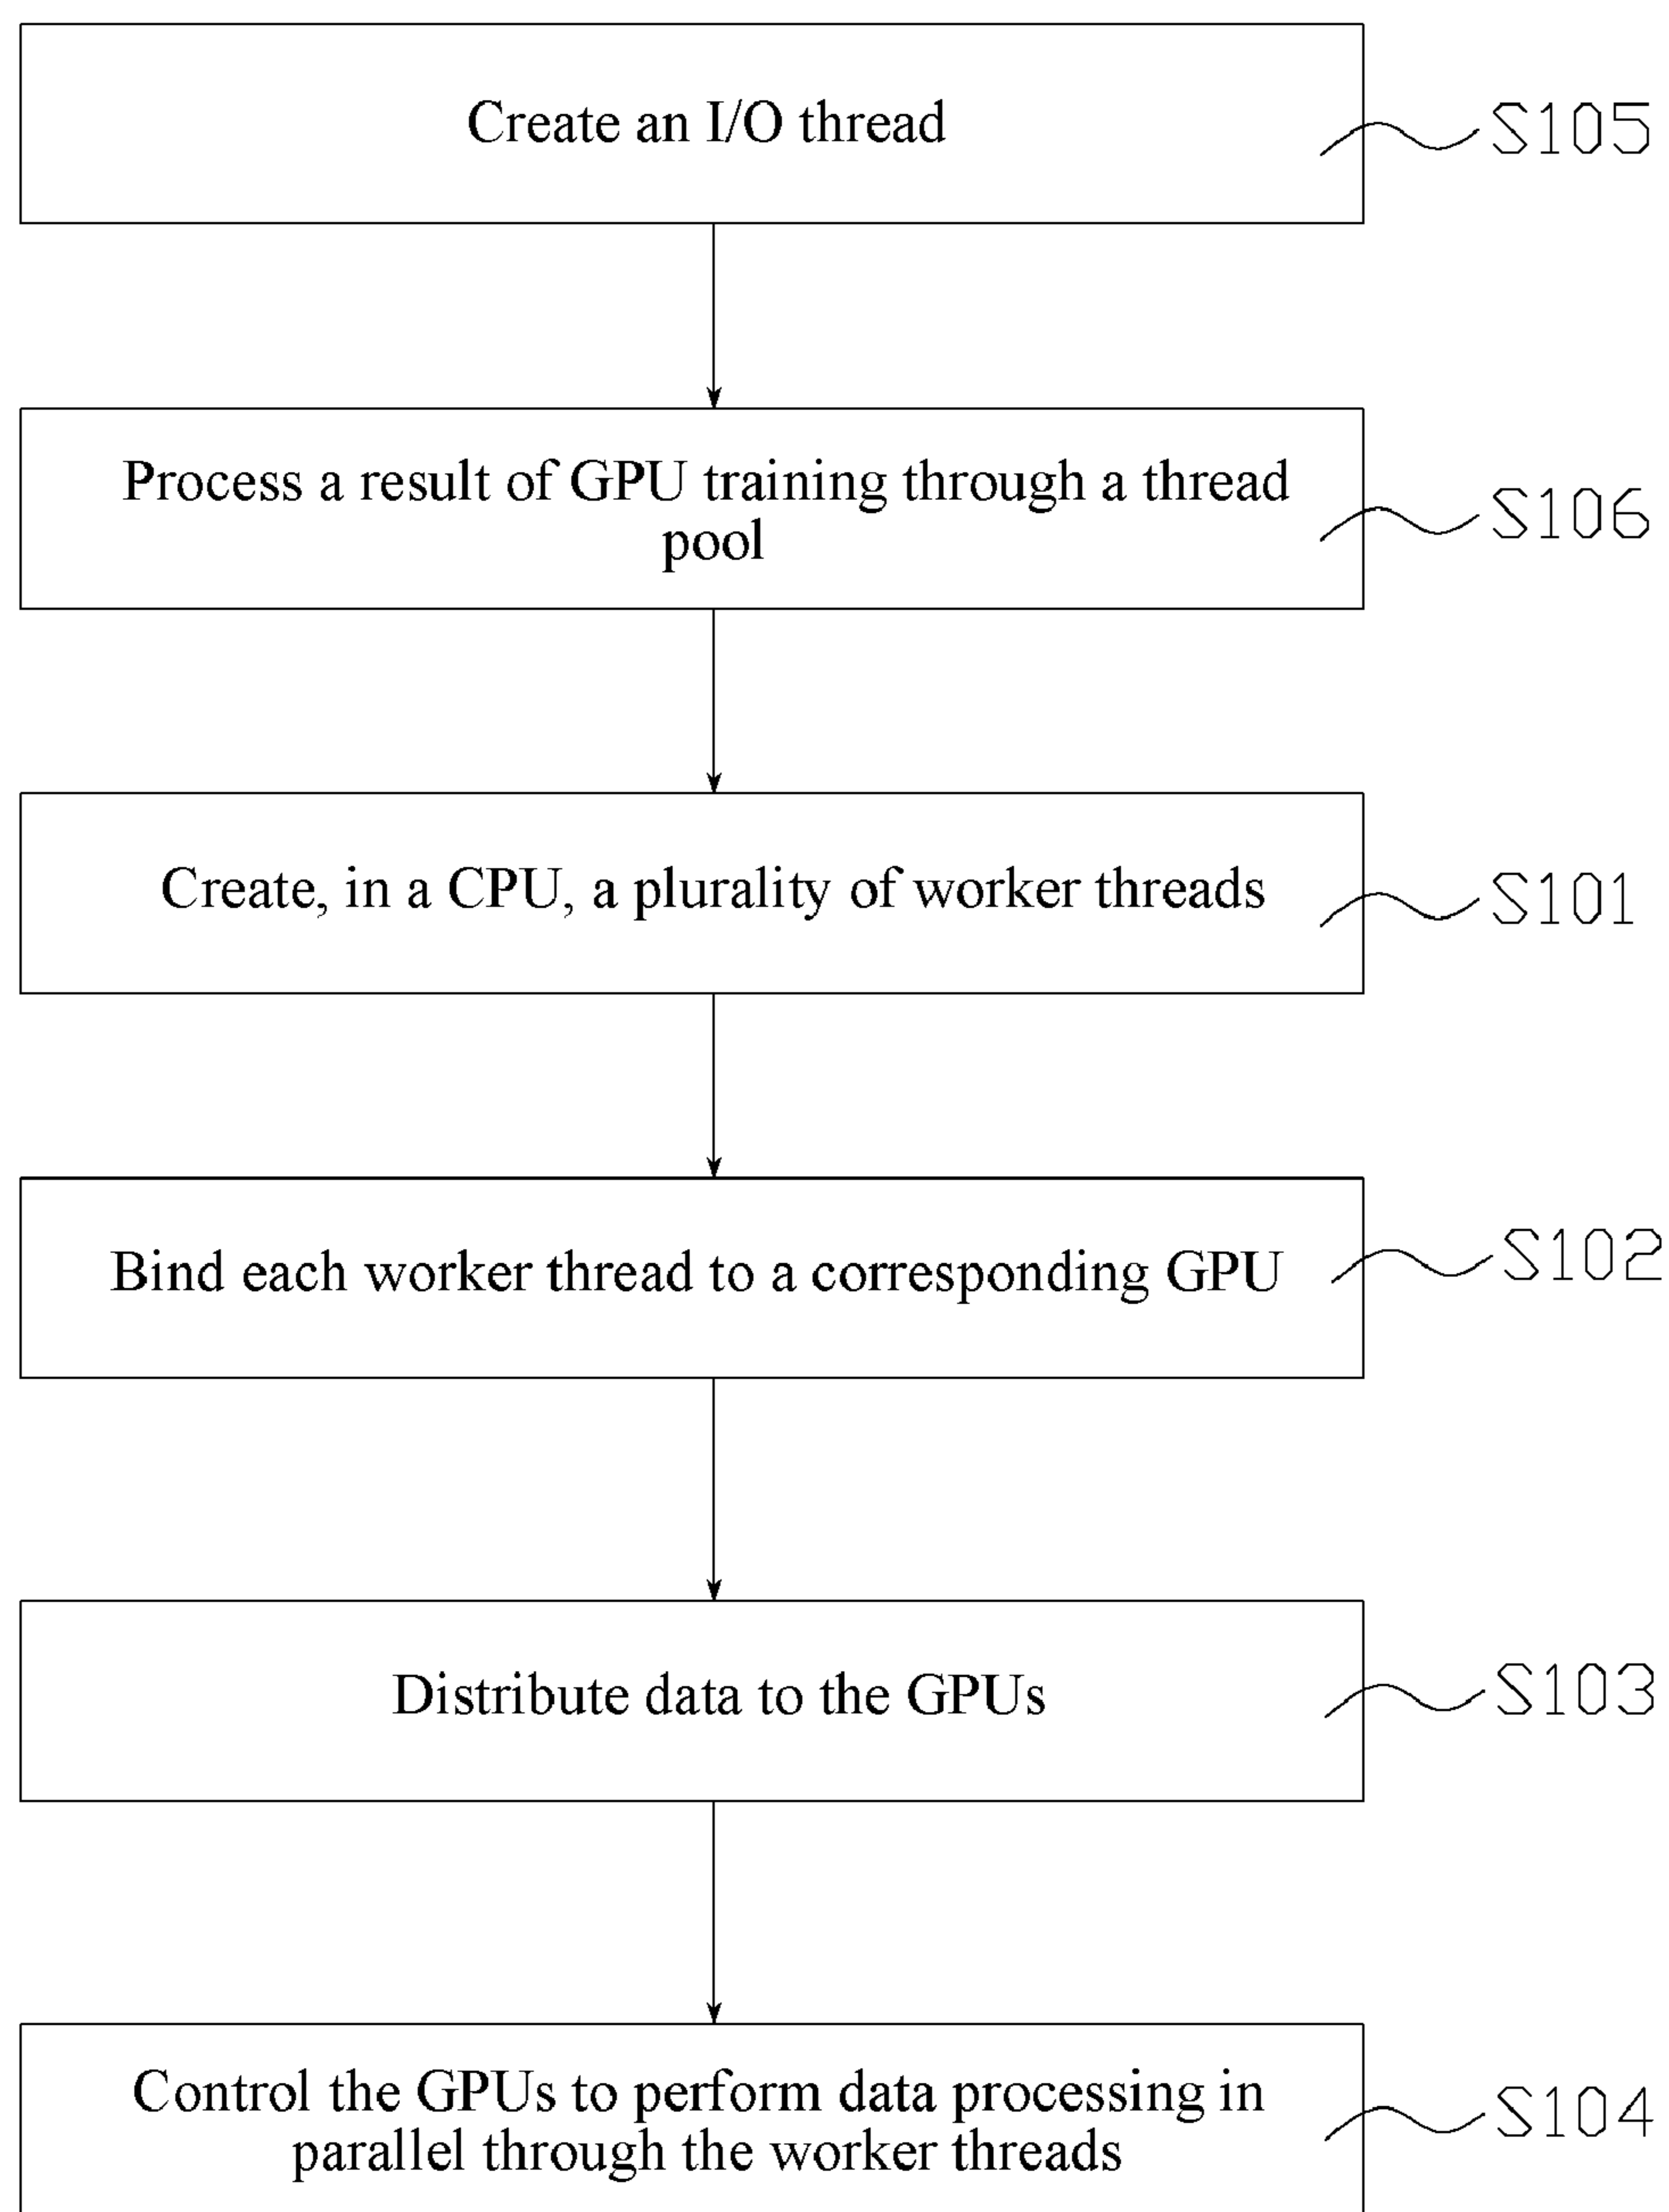 Create an I/O thread
S105
Process a result of GPU training through a thread
pool
S106
Create, in a CPU, a plurality of worker threads
S101
Bind each worker thread to a corresponding GPU
S102
Distribute data to the GPUs
S103
Control the GPUs to perform data processing in
parallel through the worker threads
S104